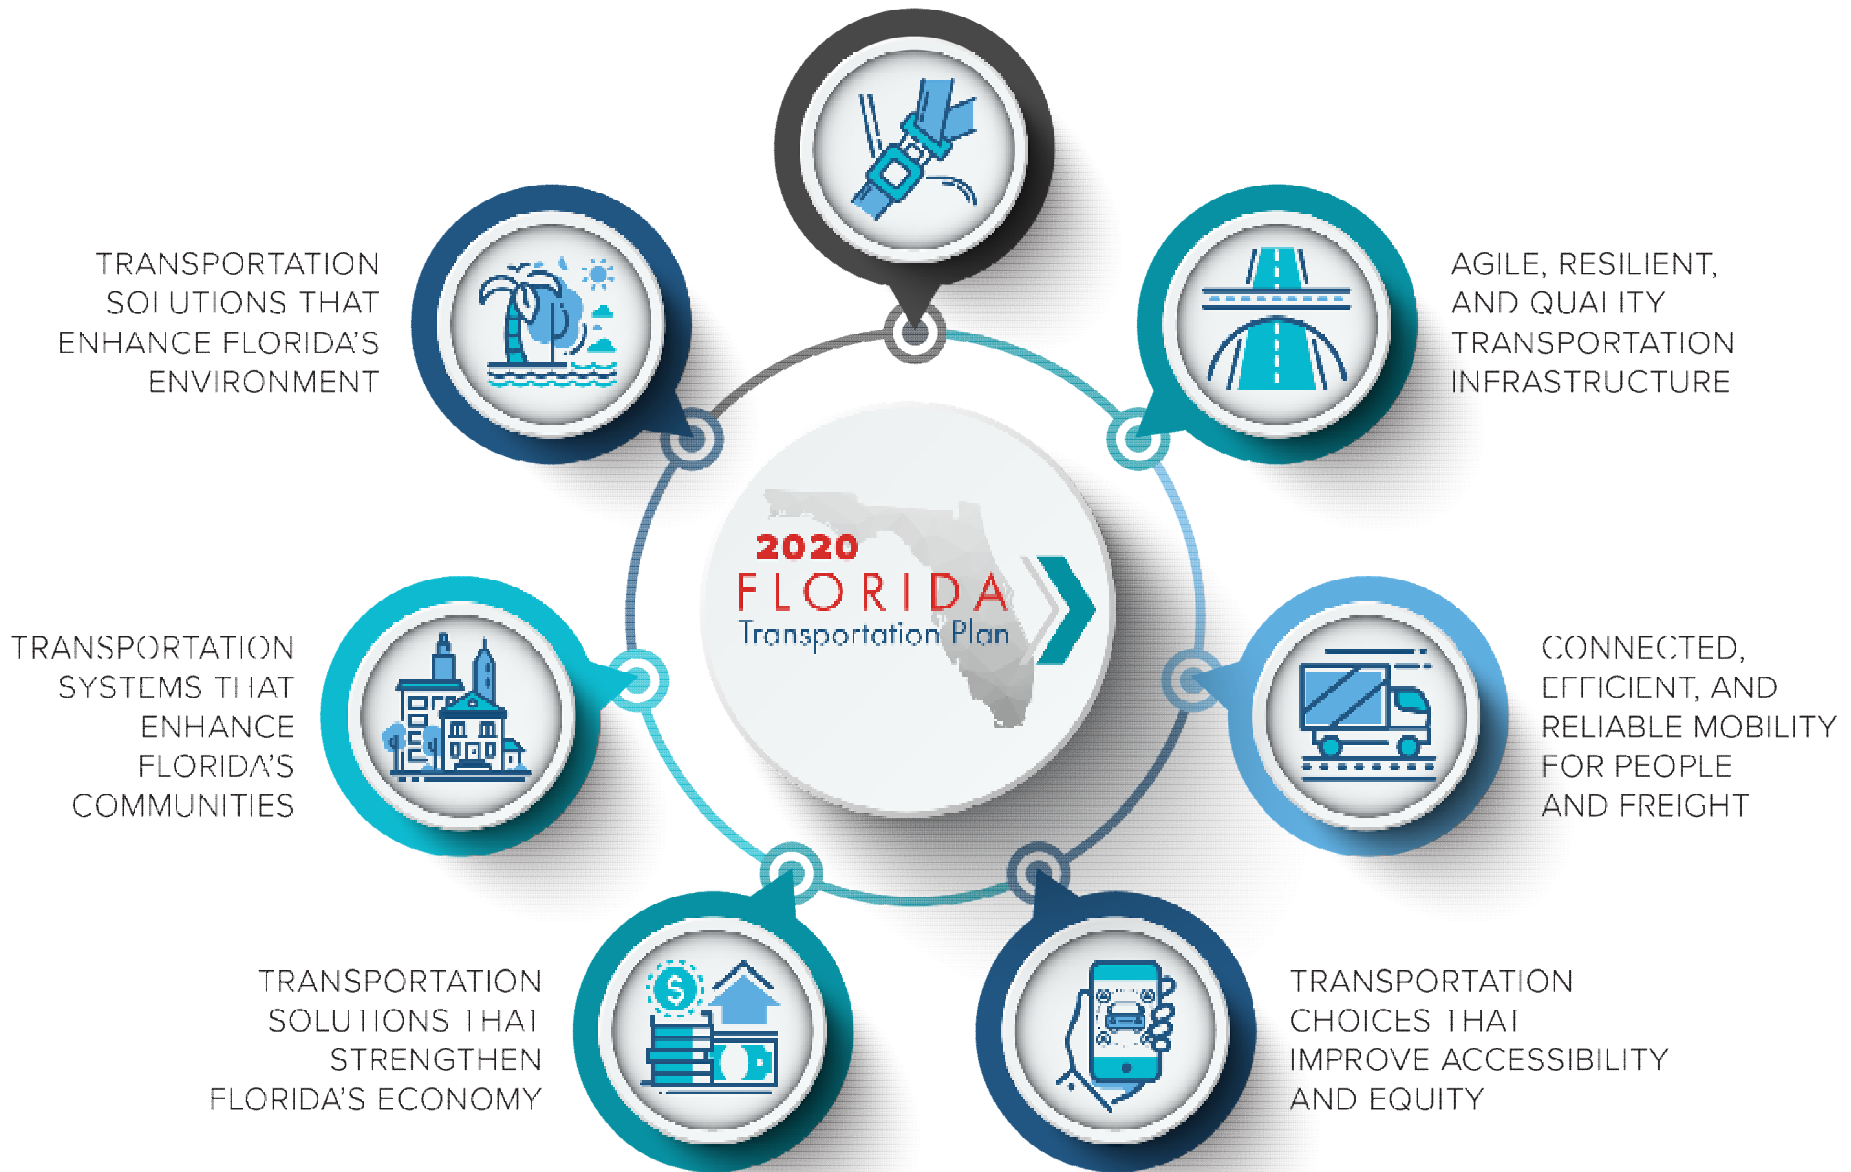 TRANSPORTATION
SOLUTIONS THAT
ENHANCE FLORIDA'S
ENVIRONMENT
AGILE, RESILIENT,
AND QUALITY
TRANSPORTATION
INFRASTRUCTURE
2020
FLORIDA
Transportation Plan
TRANSPORTATION
SYSTEMS THAT
ENHANCE
FLORIDA'S
COMMUNITIES
CONNECTED,
EFFICIENT, AND
RELIABLE MOBILITY
FOR PEOPLE
AND FREIGHT
TRANSPORTATION
SOLUTIONS THAT
STRENGTHEN
FLORIDA'S ECONOMY
$
TRANSPORTATION
CHOICES THAT
IMPROVE ACCESSIBILITY
AND EQUITY